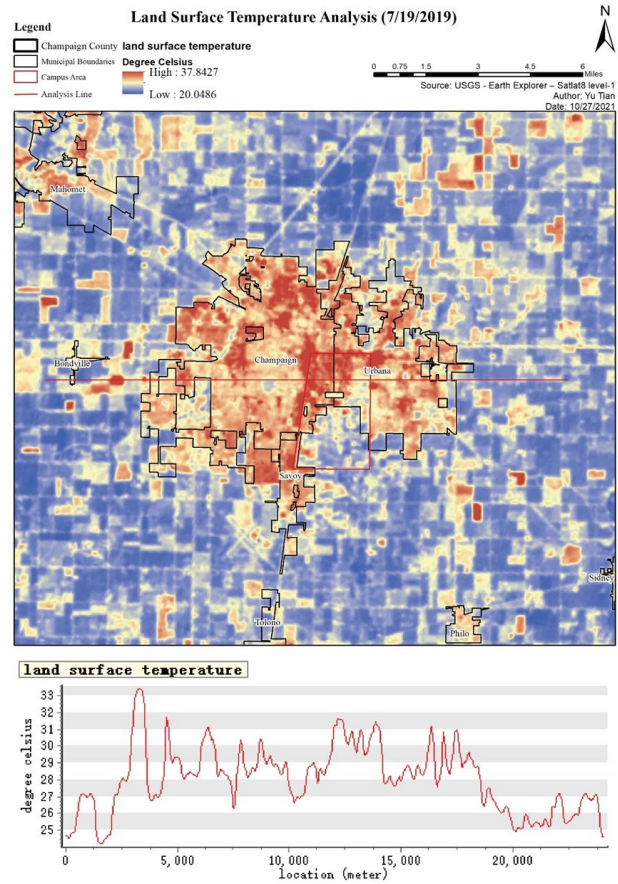 Land Surface Temperature Analysis (7/19/2019)
N
Legend
Champaign County
Municipal Boundaries
Campus Area
Analysis Line
land surface temperature
Degree Celsius
High : 37.8427
Low : 20.0486
0 0.75 1.5 3 4.5 6
Miles
Source: USGS - Earth Explorer – Satlat8 level-1
Author: Yu Tian
Date: 10/27/2021
Mahomet
Bondville
Champaign
Urbana
Savoy
Sidney
Tolono
Philo
land surface temperature
degree celsius
33
32
31
30
29
28
27
26
25
0 5,000 10,000 15,000 20,000
location (meter)